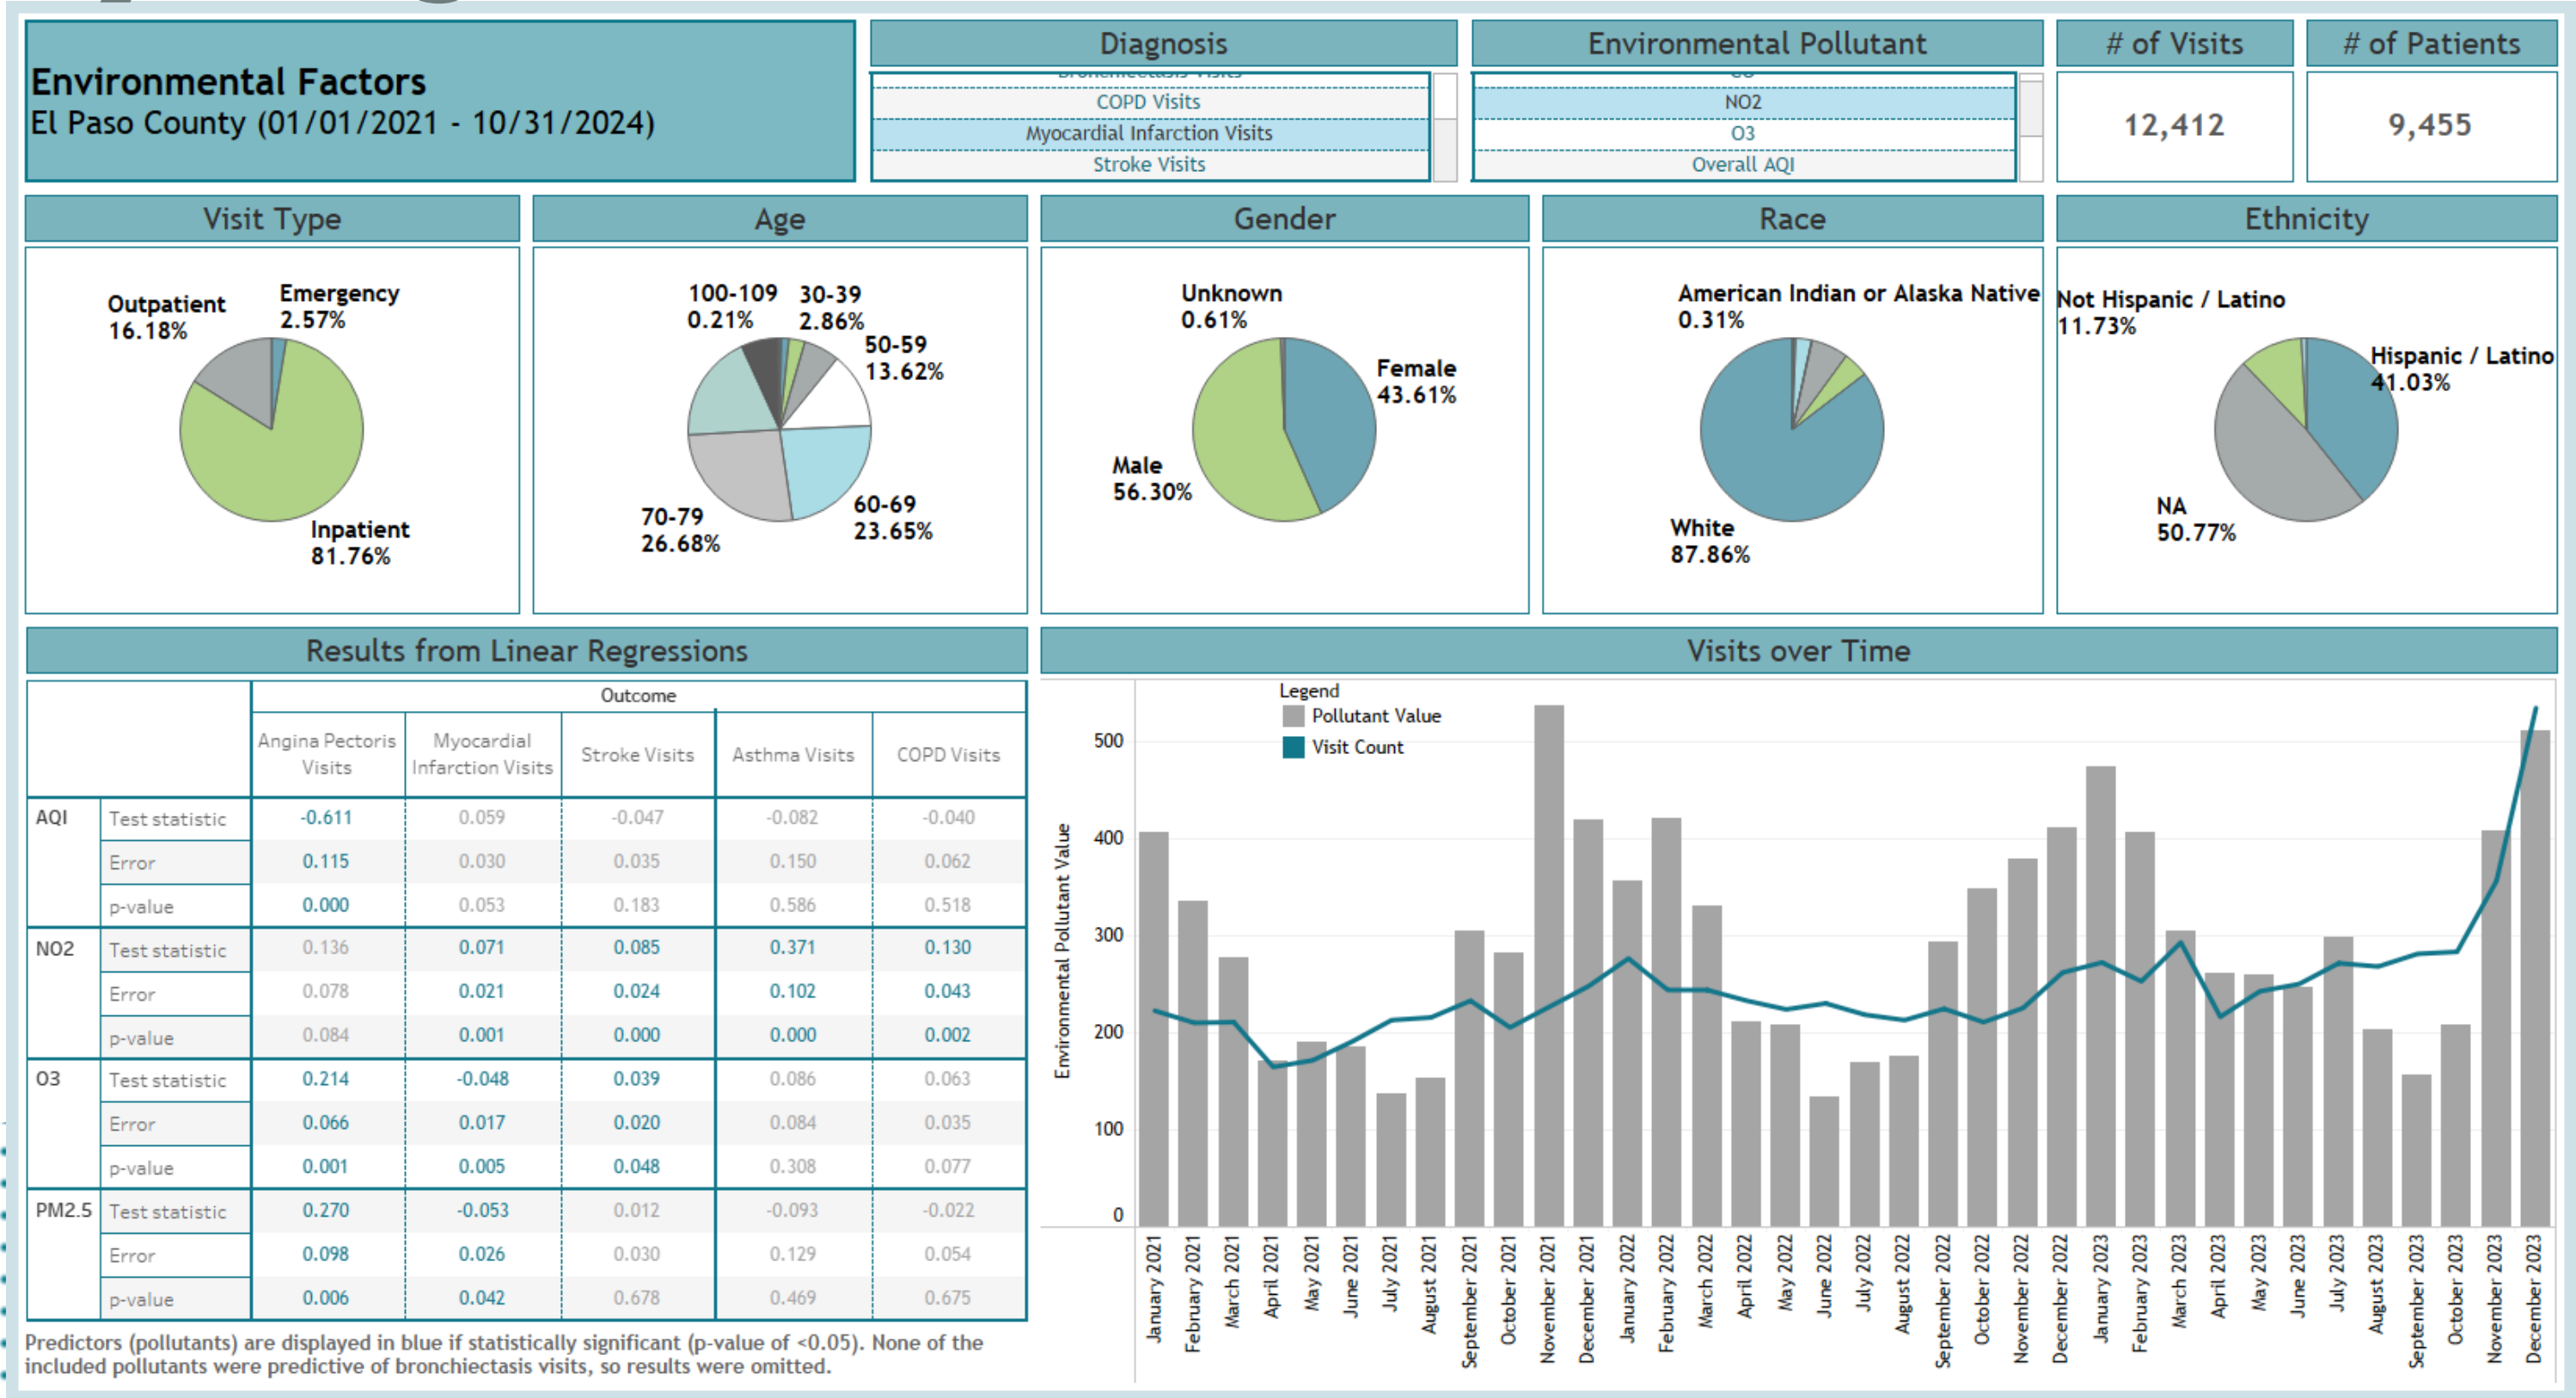 Environmental Factors
El Paso County (01/01/2021 - 10/31/2024)
Diagnosis
Bronchiectasis Visits
COPD Visits
Myocardial Infarction Visits
Stroke Visits
Environmental Pollutant
CO
NO2
O3
Overall AQI
# of Visits
12,412
# of Patients
9,455
Visit Type
Outpatient
16.18%
Emergency
2.57%
Inpatient
81.76%
Age
100-109
0.21%
30-39
2.86%
50-59
13.62%
60-69
23.65%
70-79
26.68%
Gender
Unknown
0.61%
Female
43.61%
Male
56.30%
Race
American Indian or Alaska Native
0.31%
White
87.86%
Ethnicity
Not Hispanic / Latino
11.73%
Hispanic / Latino
41.03%
NA
50.77%
Results from Linear Regressions
Outcome
Angina Pectoris Visits Myocardial Infarction Visits Stroke Visits Asthma Visits COPD Visits
AQI Test statistic -0.611 0.059 -0.047 -0.082 -0.040
Error 0.115 0.030 0.035 0.150 0.062
p-value 0.000 0.053 0.183 0.586 0.518
NO2 Test statistic 0.136 0.071 0.085 0.371 0.130
Error 0.078 0.021 0.024 0.102 0.043
p-value 0.084 0.001 0.000 0.000 0.002
O3 Test statistic 0.214 -0.048 0.039 0.086 0.063
Error 0.066 0.017 0.020 0.084 0.035
p-value 0.001 0.005 0.048 0.308 0.077
PM2.5 Test statistic 0.270 -0.053 0.012 -0.093 -0.022
Error 0.098 0.026 0.030 0.129 0.054
p-value 0.006 0.042 0.678 0.469 0.675
Predictors (pollutants) are displayed in blue if statistically significant (p-value of <0.05). None of the
included pollutants were predictive of bronchiectasis visits, so results were omitted.
Visits over Time
Legend
Pollutant Value
Visit Count
Environmental Pollutant Value
500
400
300
200
100
0
January 2021
February 2021
March 2021
April 2021
May 2021
June 2021
July 2021
August 2021
September 2021
October 2021
November 2021
December 2021
January 2022
February 2022
March 2022
April 2022
May 2022
June 2022
July 2022
August 2022
September 2022
October 2022
November 2022
December 2022
January 2023
February 2023
March 2023
April 2023
May 2023
June 2023
July 2023
August 2023
September 2023
October 2023
November 2023
December 2023